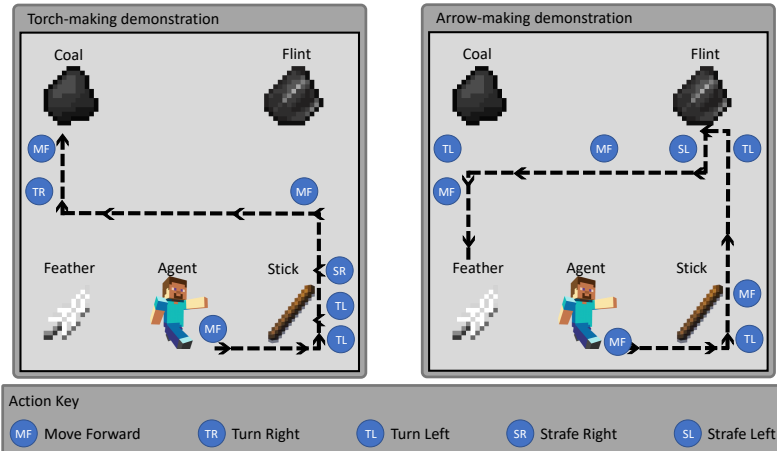 Torch-making demonstration
Coal
Flint
MF
TR
MF
Feather
Agent
Stick
SR
TL
MF
TL
Arrow-making demonstration
Coal
Flint
TL
MF
SL
TL
MF
Feather
Agent
Stick
MF
MF
TL
Action Key
MF Move Forward
TR Turn Right
TL Turn Left
SR Strafe Right
SL Strafe Left